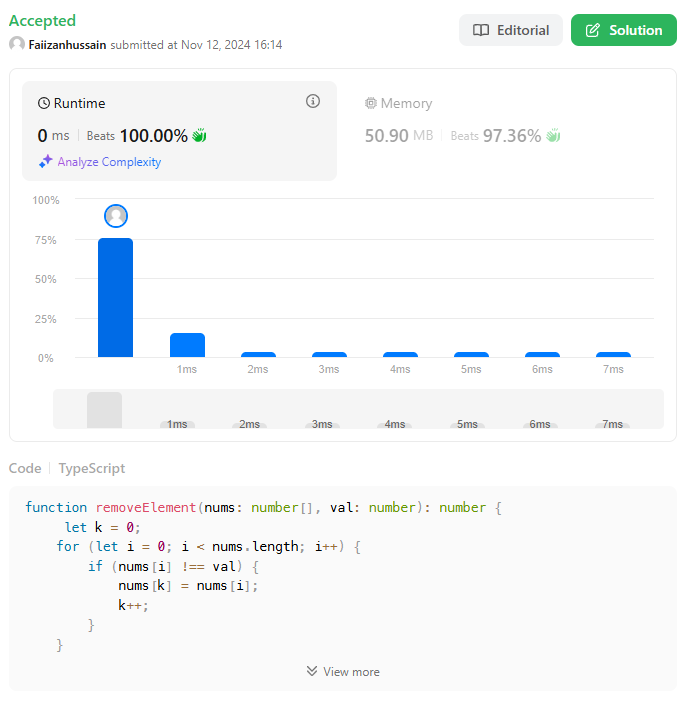 Accepted
Editorial
Solution
Faiizanhussain submitted at Nov 12, 2024 16:14
Runtime
0 ms Beats 100.00%
Analyze Complexity
Memory
50.90 MB Beats 97.36%
100%
75%
50%
25%
0%
1ms 2ms 3ms 4ms 5ms 6ms 7ms
1ms 2ms 3ms 4ms 5ms 6ms 7ms
Code TypeScript
function removeElement(nums: number[], val: number): number {
     let k = 0;
    for (let i = 0; i < nums.length; i++) {
        if (nums[i] !== val) {
            nums[k] = nums[i];
            k++;
        }
    }
View more